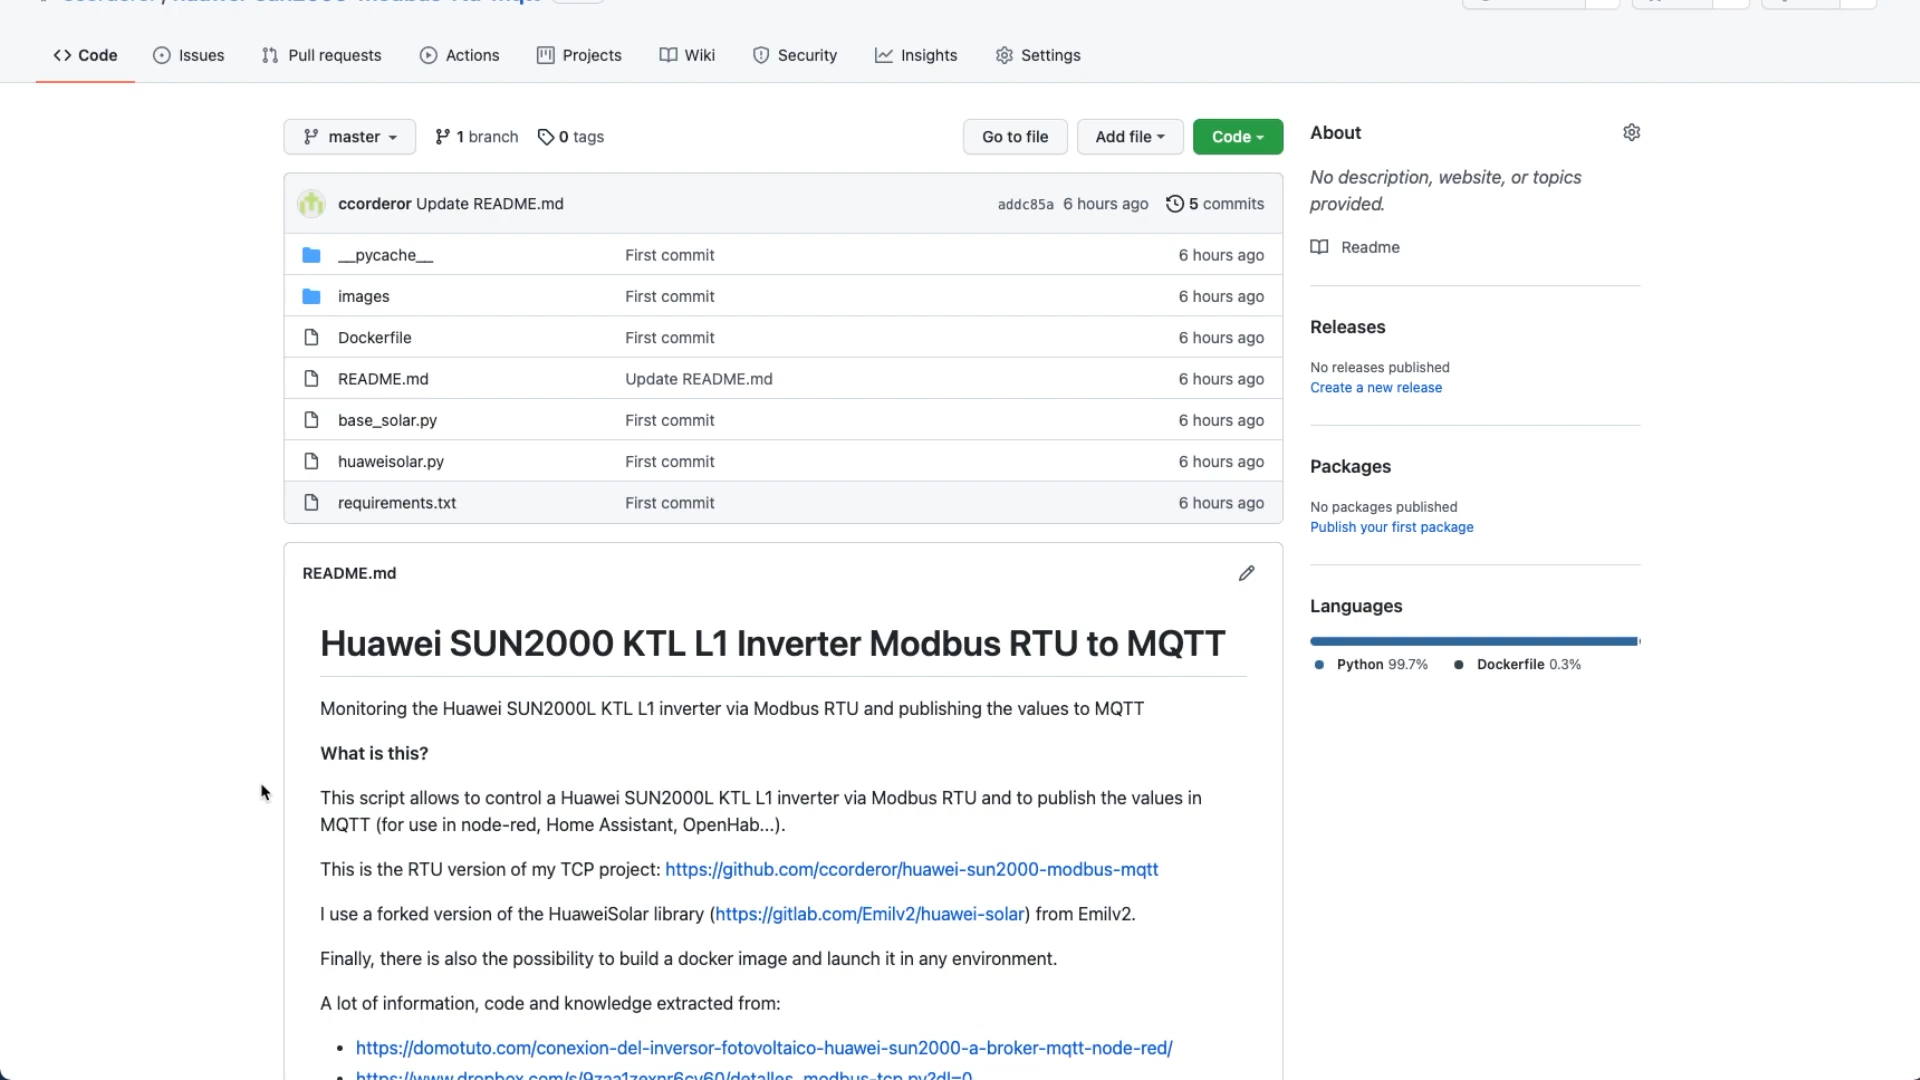 Code Issues Pull requests Actions Projects Wiki Security Insights Settings
master 1 branch 0 tags Go to file Add file Code
ccorderor Update README.md addc85a 6 hours ago 5 commits
__pycache__ First commit 6 hours ago
images First commit 6 hours ago
Dockerfile First commit 6 hours ago
README.md Update README.md 6 hours ago
base_solar.py First commit 6 hours ago
huaweisolar.py First commit 6 hours ago
requirements.txt First commit 6 hours ago
README.md
Huawei SUN2000 KTL L1 Inverter Modbus RTU to MQTT
Monitoring the Huawei SUN2000L KTL L1 inverter via Modbus RTU and publishing the values to MQTT
What is this?
This script allows to control a Huawei SUN2000L KTL L1 inverter via Modbus RTU and to publish the values in
MQTT (for use in node-red, Home Assistant, OpenHab...).
This is the RTU version of my TCP project: https://github.com/ccorderor/huawei-sun2000-modbus-mqtt
I use a forked version of the HuaweiSolar library (https://gitlab.com/Emilv2/huawei-solar) from Emilv2.
Finally, there is also the possibility to build a docker image and launch it in any environment.
A lot of information, code and knowledge extracted from:
• https://domotuto.com/conexion-del-inversor-fotovoltaico-huawei-sun2000-a-broker-mqtt-node-red/
About
No description, website, or topics
provided.
Readme
Releases
No releases published
Create a new release
Packages
No packages published
Publish your first package
Languages
Python 99.7% Dockerfile 0.3%